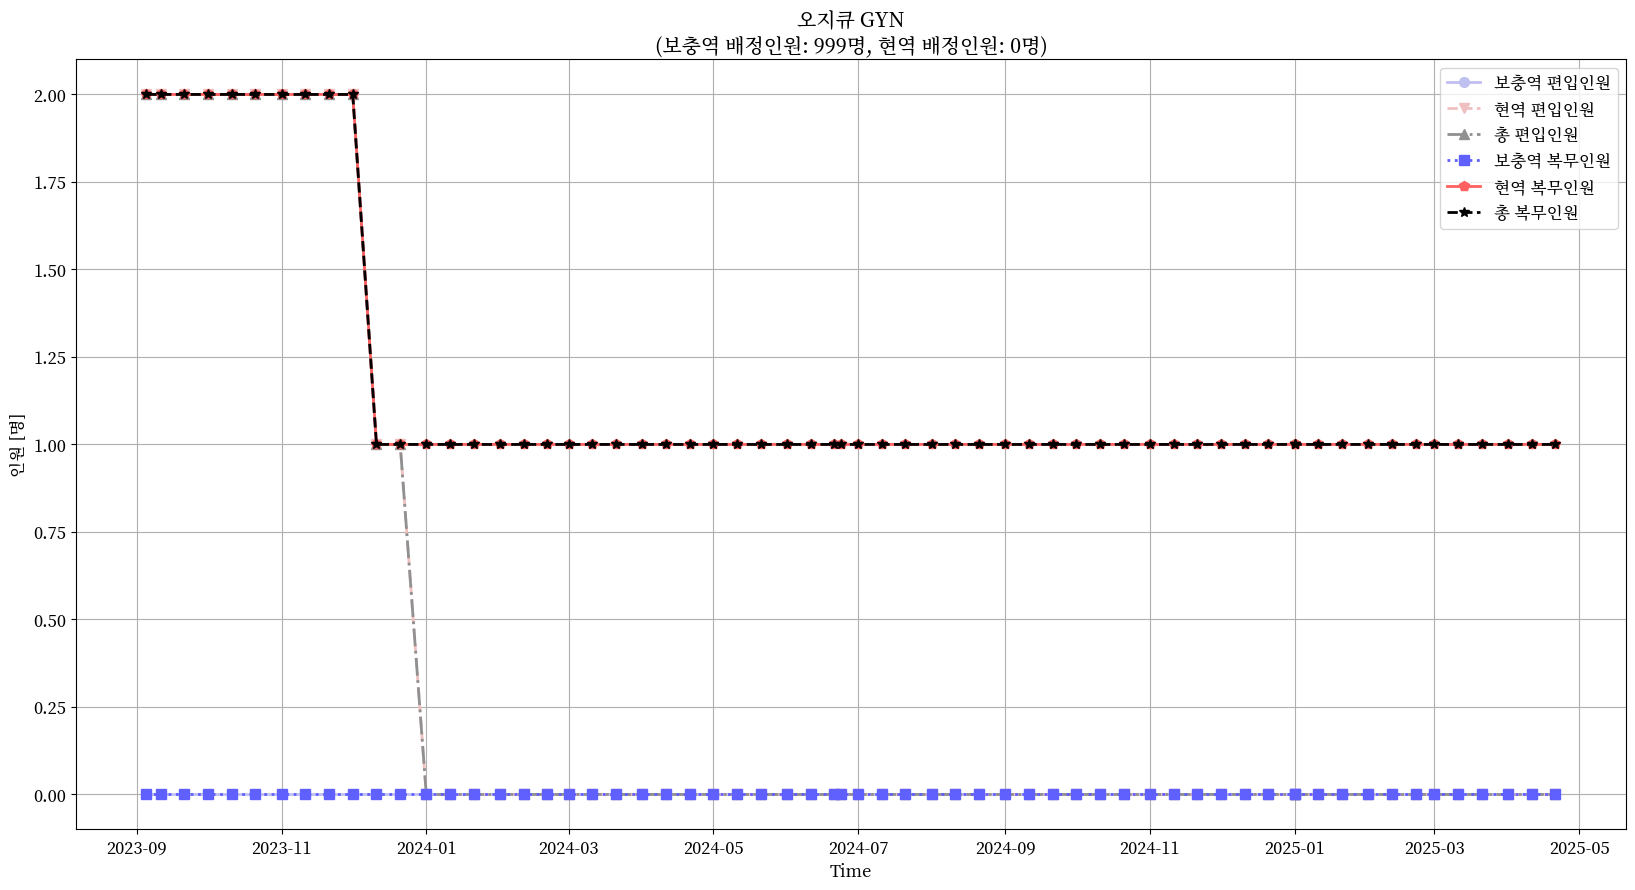 오지큐 GYN
(보충역 배정인원: 999명, 현역 배정인원: 0명)
보충역 편입인원
현역 편입인원
총 편입인원
보충역 복무인원
현역 복무인원
총 복무인원
인원 [명]
2.00
1.75
1.50
1.25
1.00
0.75
0.50
0.25
0.00
2023-09
2023-11
2024-01
2024-03
2024-05
2024-07
2024-09
2024-11
2025-01
2025-03
2025-05
Time